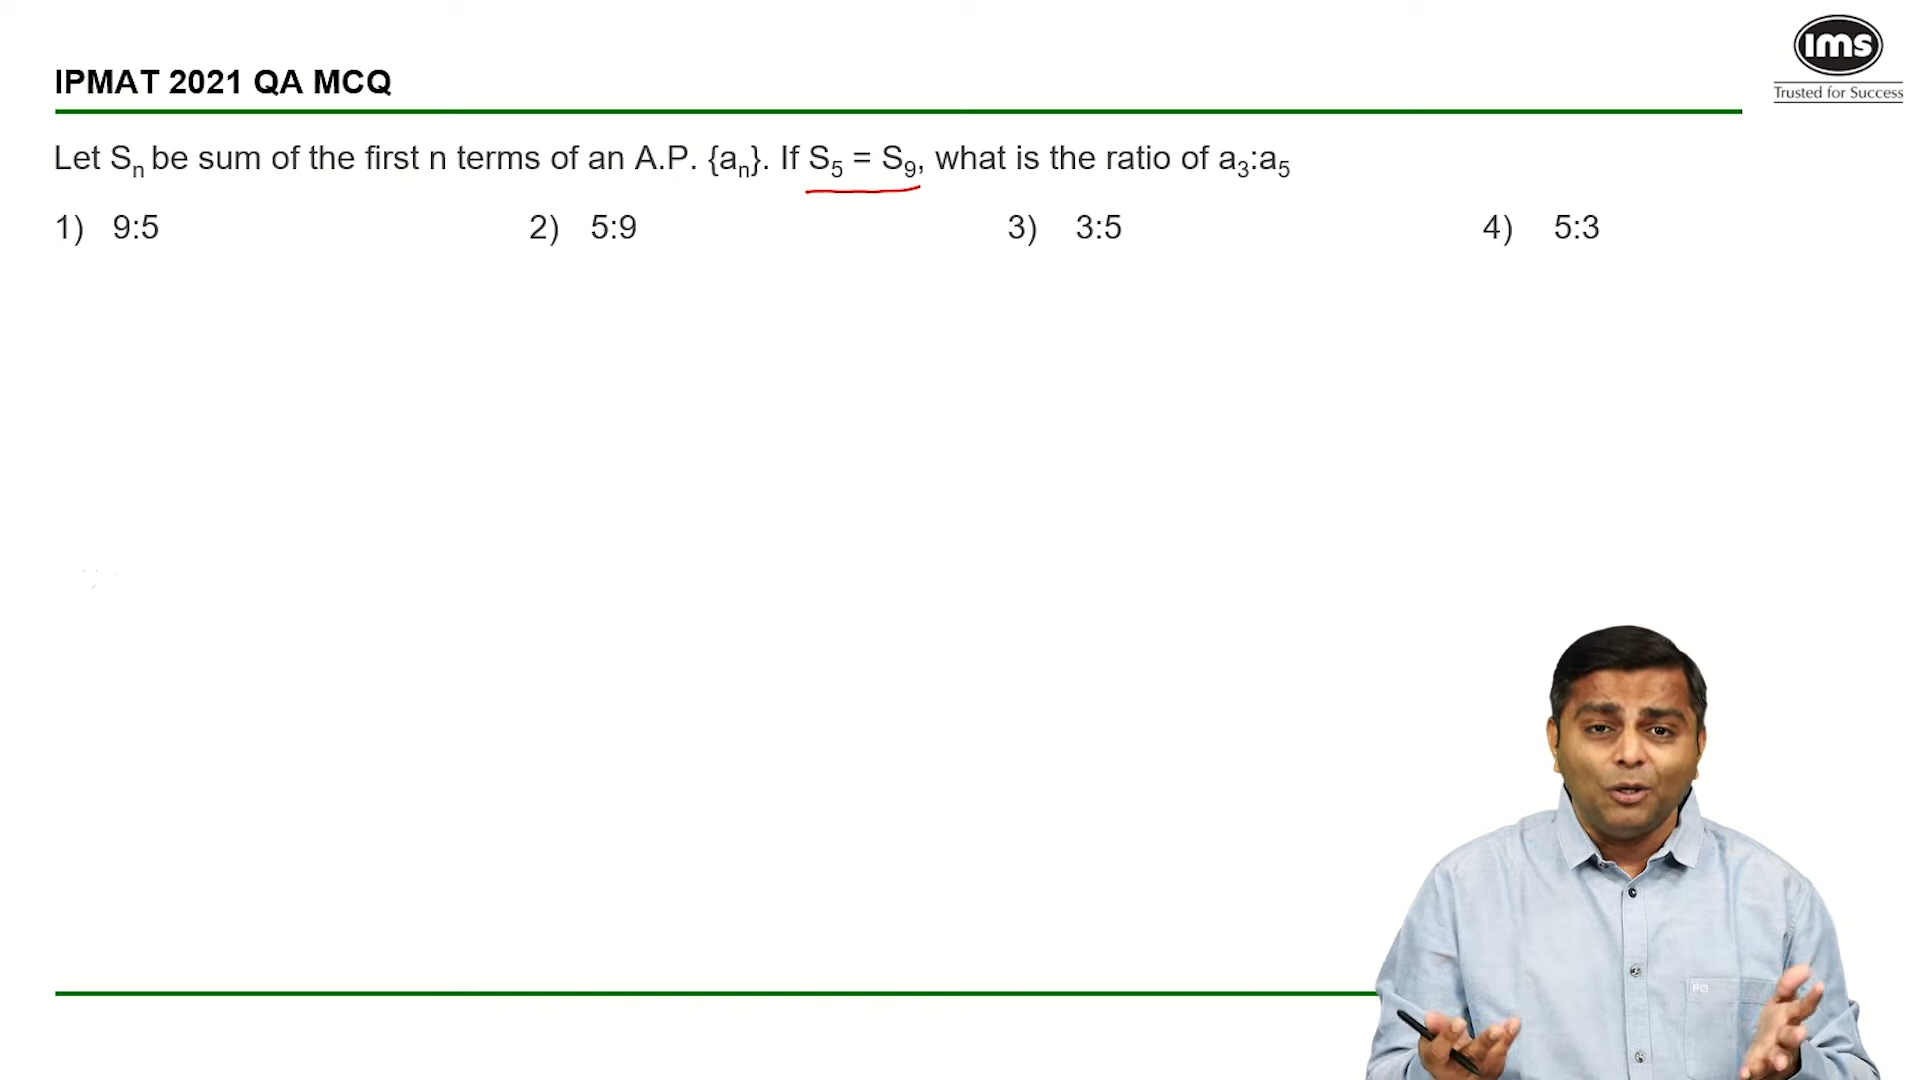 ims
Trusted for Success
IPMAT 2021 QA MCQ
Let Sn be sum of the first n terms of an A.P. {an}. If S5 = S9, what is the ratio of a3:a5
1) 9:5 2) 5:9 3) 3:5 4) 5:3